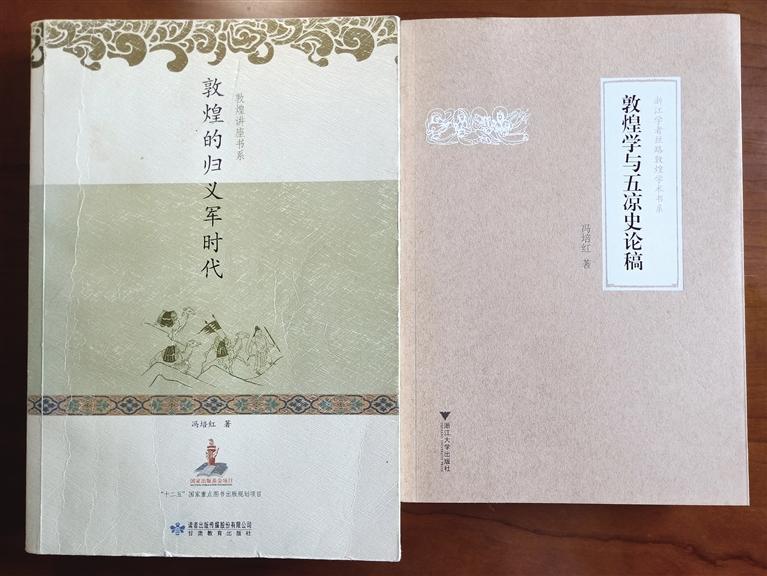 敦煌讲座书系
敦煌的归义军时代
冯培红 著
国家出版基金项目
“十二五”国家重点图书出版规划项目
读者出版传媒股份有限公司
甘肃教育出版社
浙江学者丝路敦煌学术书系
敦煌学与五凉史论稿
冯培红 著
浙江大学出版社